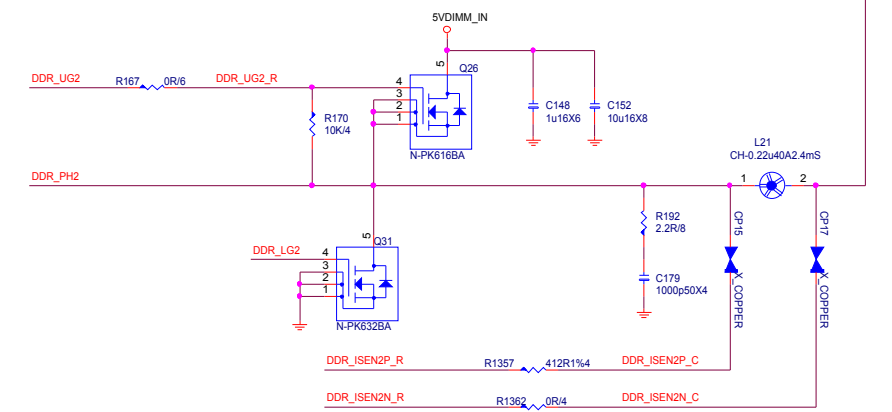 5VDIMM_IN
5
Q26
DDR_UG2
R167
0R/6
DDR_UG2_R
4
3
2
1
R170
10K/4
C148
1u16X6
C152
10u16X8
N-PK616BA
L21
CH-0.22u40A2.4mS
DDR_PH2
1
2
R192
2.2R/8
CP15
CP17
5
Q31
DDR_LG2
4
3
2
1
C179
1000p50X4
X_COPPER
X_COPPER
N-PK632BA
DDR_ISEN2P_R
R1357
412R1%4
DDR_ISEN2P_C
DDR_ISEN2N_R
R1362
0R/4
DDR_ISEN2N_C